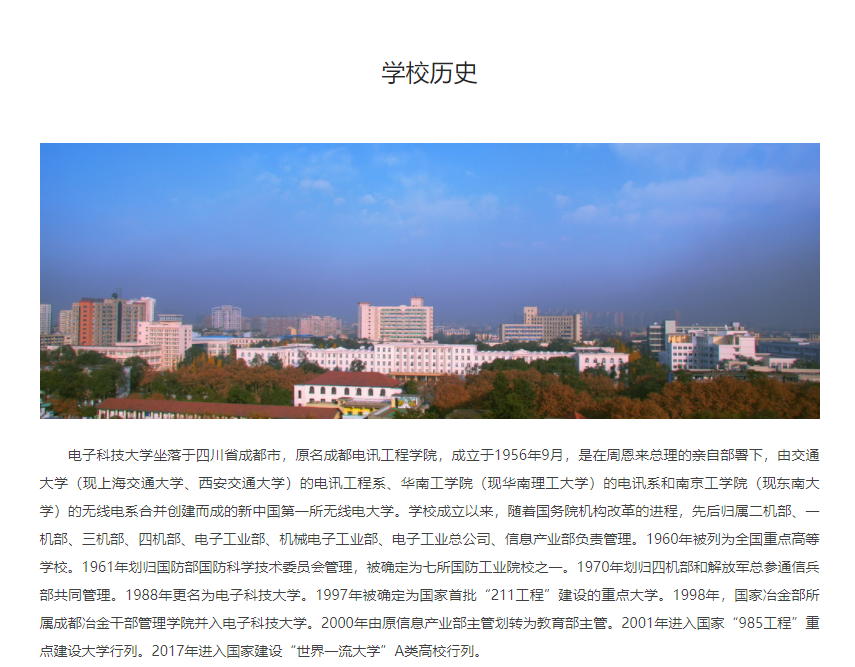 学校历史
电子科技大学坐落于四川省成都市，原名成都电讯工程学院，成立于1956年9月，是在周恩来总理的亲自部署下，由交通
大学（现上海交通大学、西安交通大学）的电讯工程系、华南工学院（现华南理工大学）的电讯系和南京工学院（现东南大
学）的无线电系合并创建而成的新中国第一所无线电大学。学校成立以来，随着国务院机构改革的进程，先后归属二机部、一
机部、三机部、四机部、电子工业部、机械电子工业部、电子工业总公司、信息产业部负责管理。1960年被列为全国重点高等
学校。1961年划归国防部国防科学技术委员会管理，被确定为七所国防工业院校之一。1970年划归四机部和解放军总参通信兵
部共同管理。1988年更名为电子科技大学。1997年被确定为国家首批“211工程”建设的重点大学。1998年，国家冶金部所
属成都冶金干部管理学院并入电子科技大学。2000年由原信息产业部主管划转为教育部主管。2001年进入国家“985工程”重
点建设大学行列。2017年进入国家建设“世界一流大学”A类高校行列。